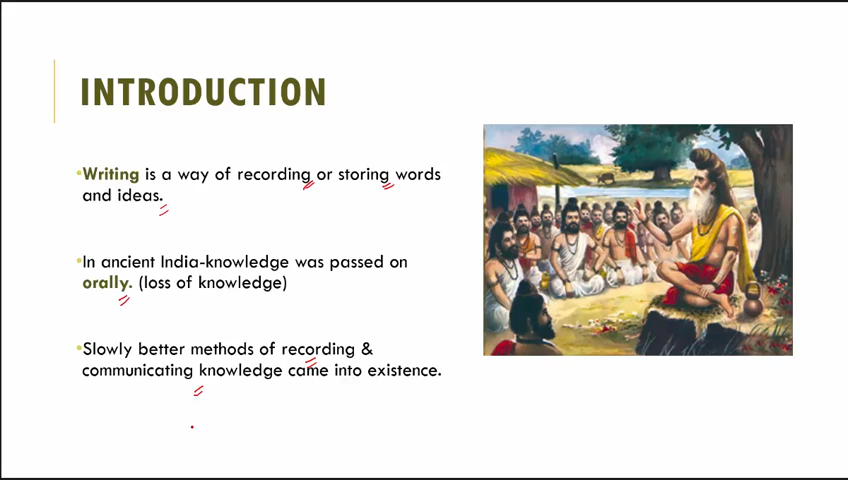 INTRODUCTION
•Writing is a way of recording or storing words
and ideas.
•In ancient India-knowledge was passed on
orally. (loss of knowledge)
•Slowly better methods of recording &
communicating knowledge came into existence.